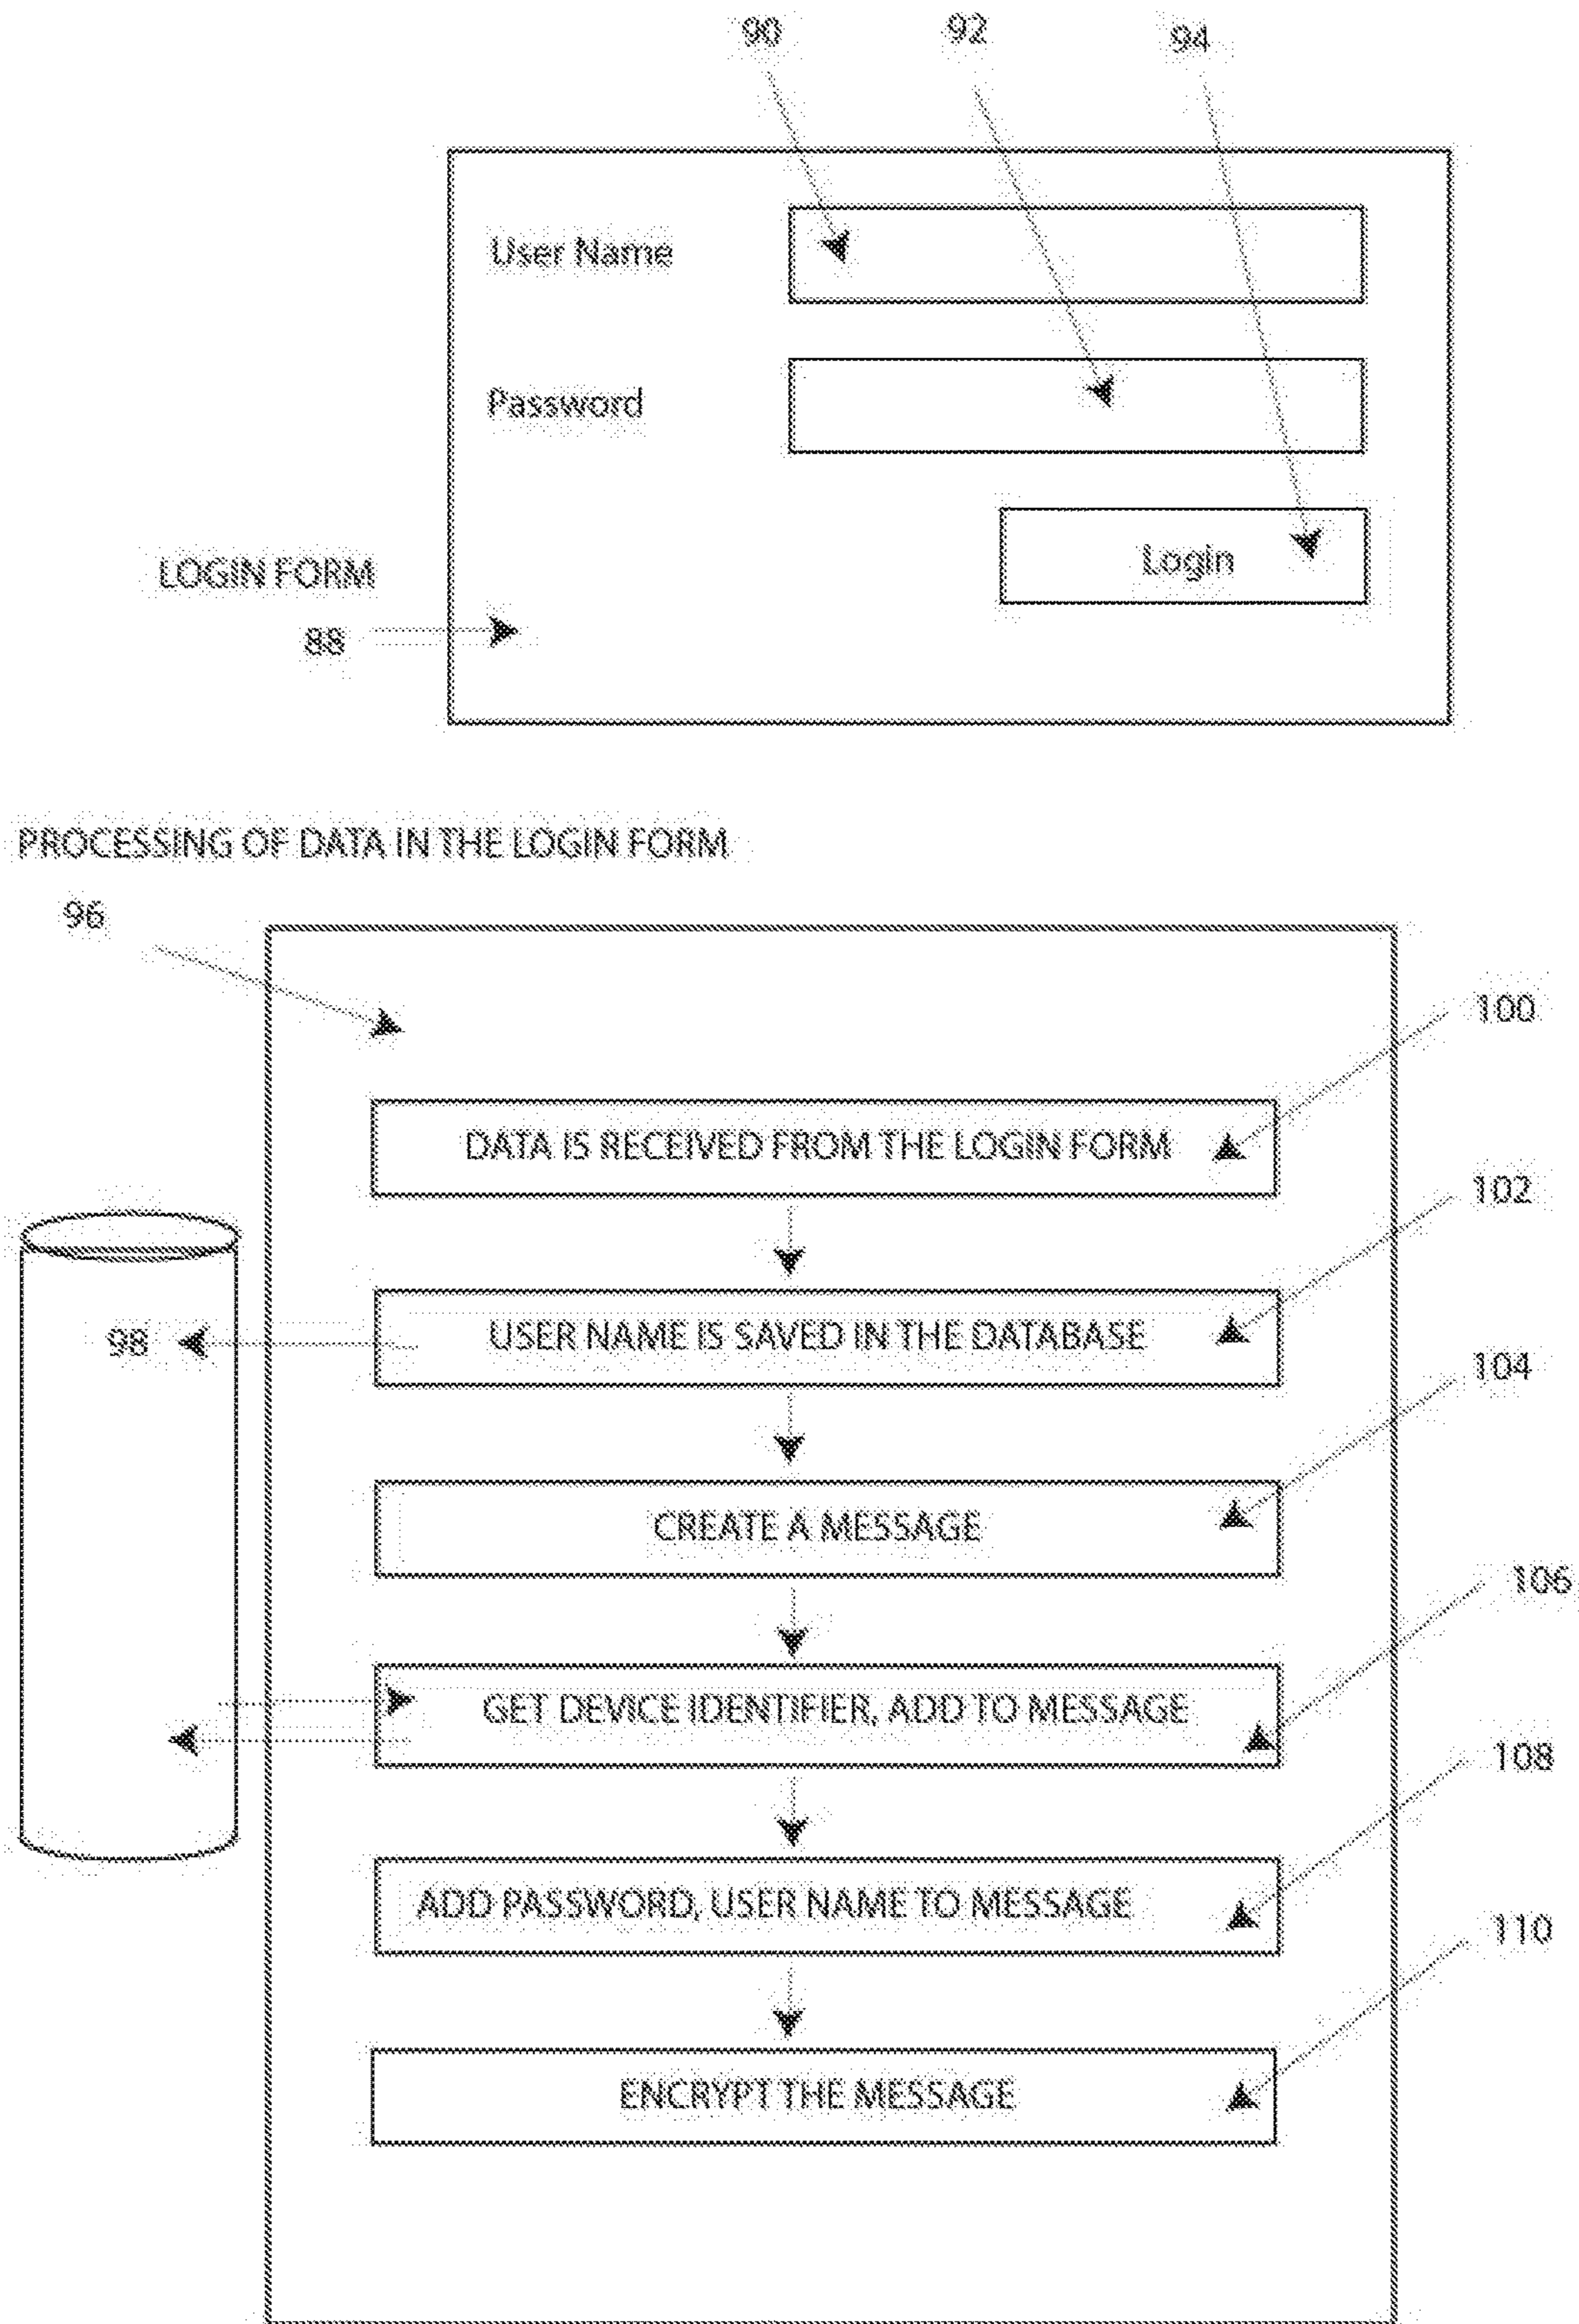 90 92 94
User Name
Password
Login
LOGIN FORM
88
PROCESSING OF DATA IN THE LOGIN FORM
96
100
DATA IS RECEIVED FROM THE LOGIN FORM
102
98 USER NAME IS SAVED IN THE DATABASE
104
CREATE A MESSAGE
106
GET DEVICE IDENTIFIER, ADD TO MESSAGE
108
ADD PASSWORD, USER NAME TO MESSAGE
110
ENCRYPT THE MESSAGE